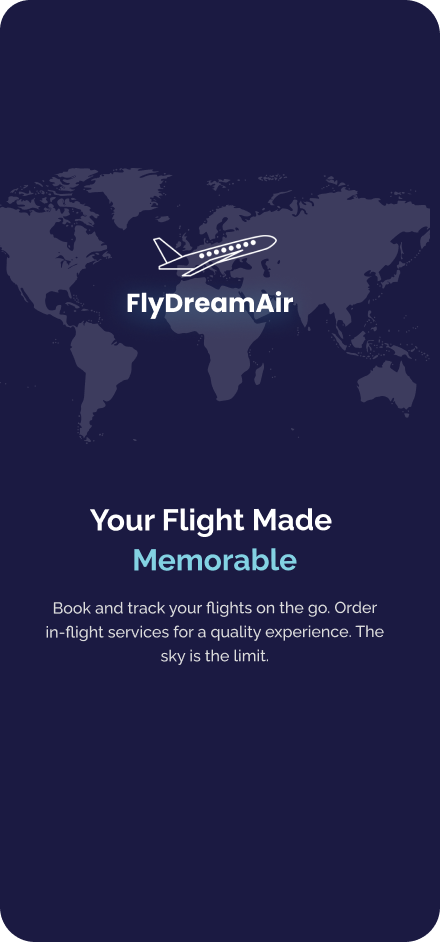 FlyDreamAir
Your Flight Made
Memorable
Book and track your flights on the go. Order
in-flight services for a quality experience. The
sky is the limit.